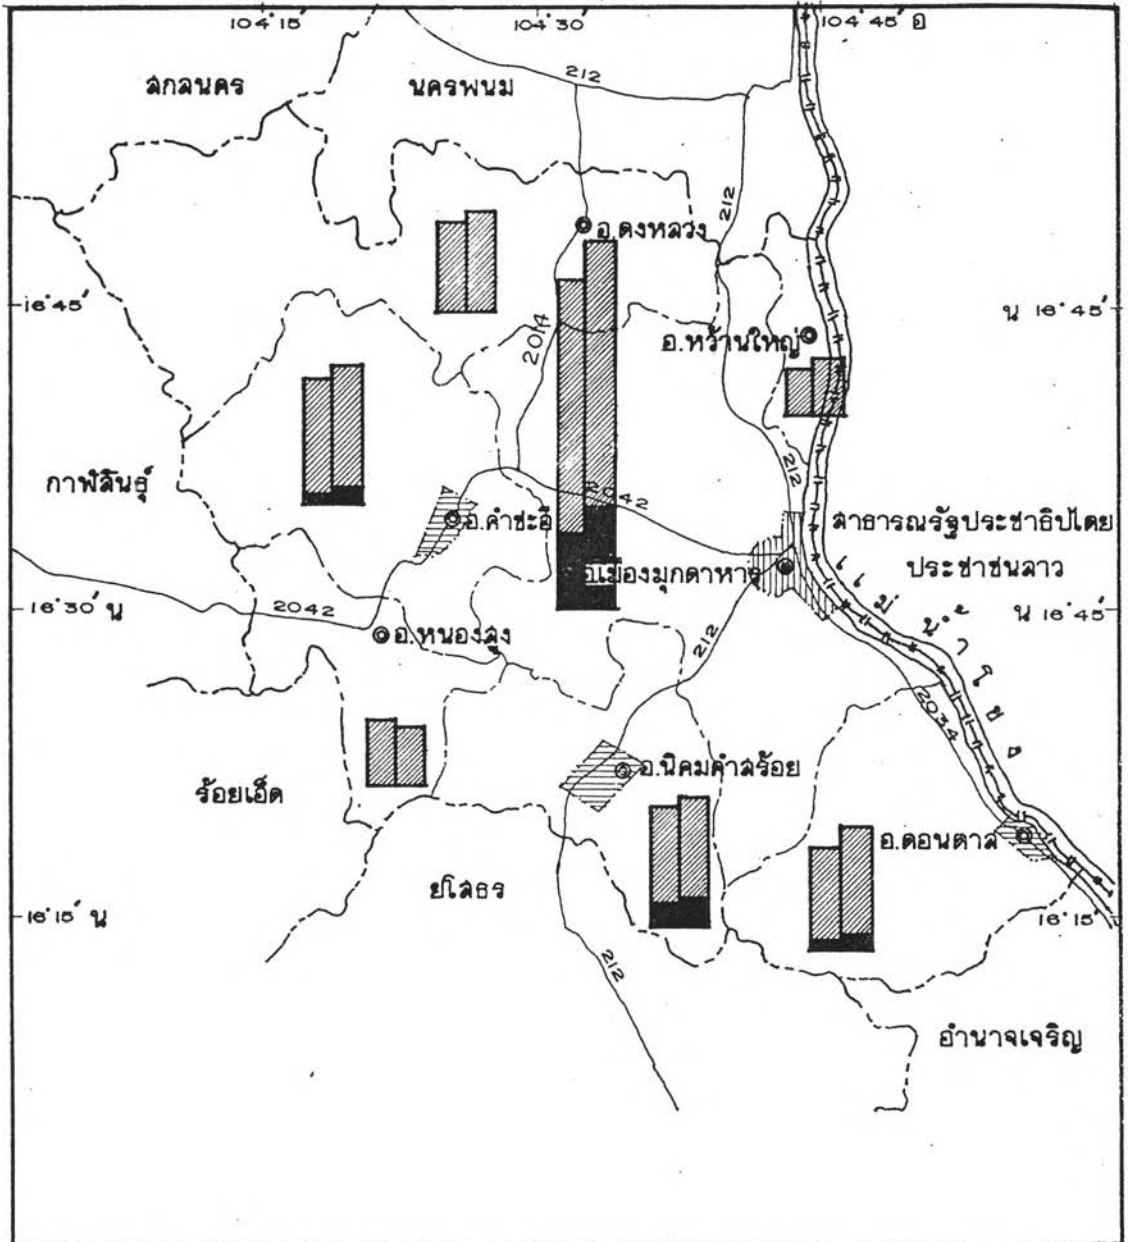 104°15′
104°30′
104°45′ อ
212
สกลนคร
นครพนม
212
อ.ดงหลวง
16°45′
น 16°45′
2014
อ.หว้านใหญ่
212
กาฬสินธุ์
2042
อ.คำชะอี
สาธารณรัฐประชาธิปไตย
ประชาชนลาว
อ.เมืองมุกดาหาร
16°30′ น
2042
น 16°45′
แม่น้ำโขง
อ.หนองสูง
212
2034
อ.นิคมคำสร้อย
ร้อยเอ็ด
อ.ดอนตาล
ยโสธร
16°15′ น
16°15′
212
อำนาจเจริญ